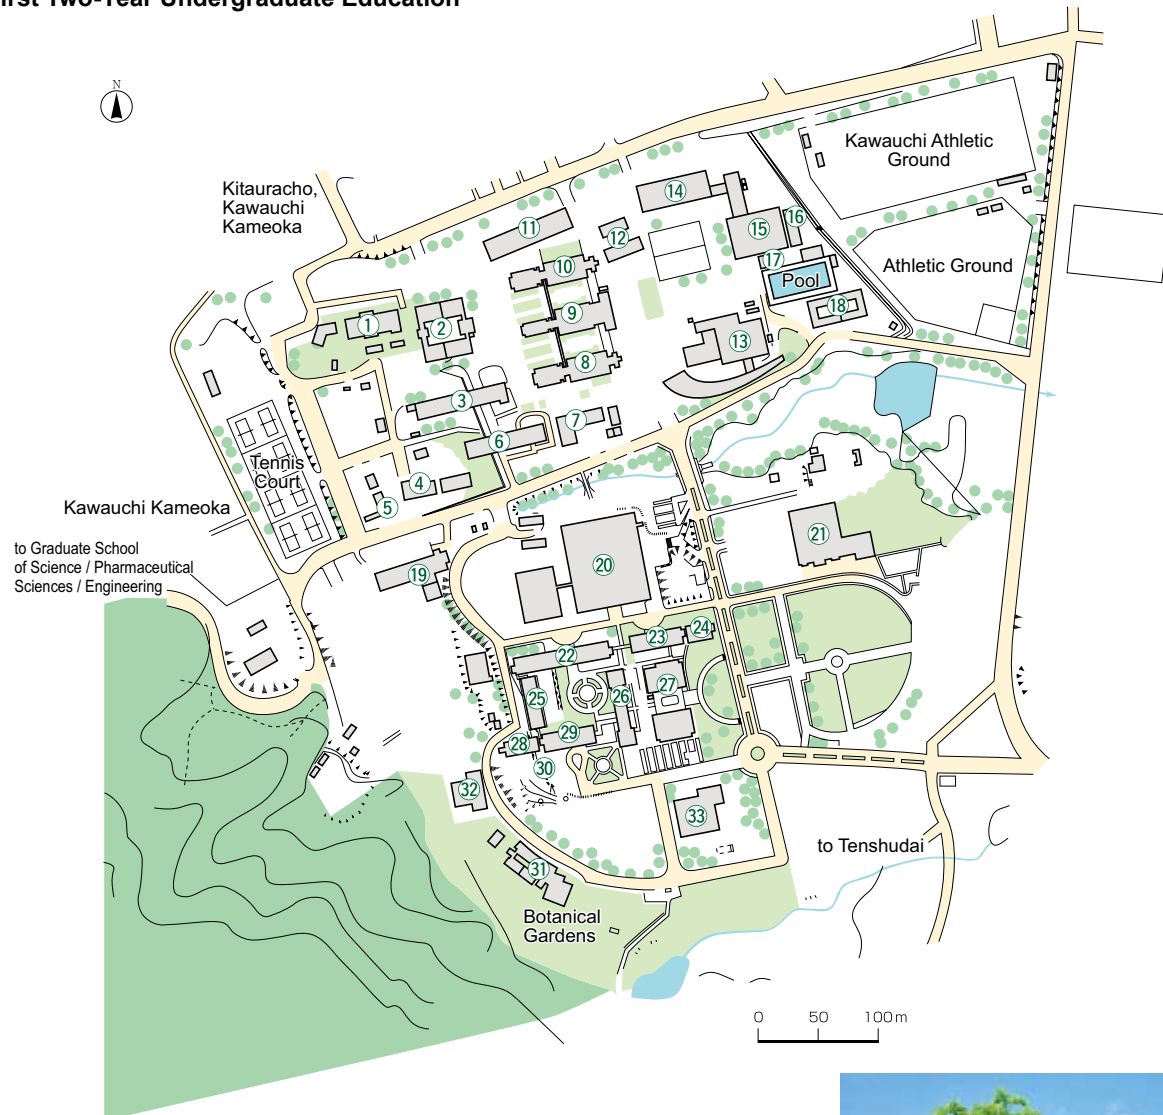 irst Two-Year Undergraduate Education
N
Kitauracho,
Kawauchi
Kameoka
Kawauchi Athletic
Ground
Athletic Ground
Pool
Tennis
Court
Kawauchi Kameoka
to Graduate School
of Science / Pharmaceutical
Sciences / Engineering
1
2
3
4
5
6
7
8
9
10
11
12
13
14
15
16
17
18
19
20
21
22
23
24
25
26
27
28
29
30
31
32
33
to Tenshudai
Botanical
Gardens
0 50 100m